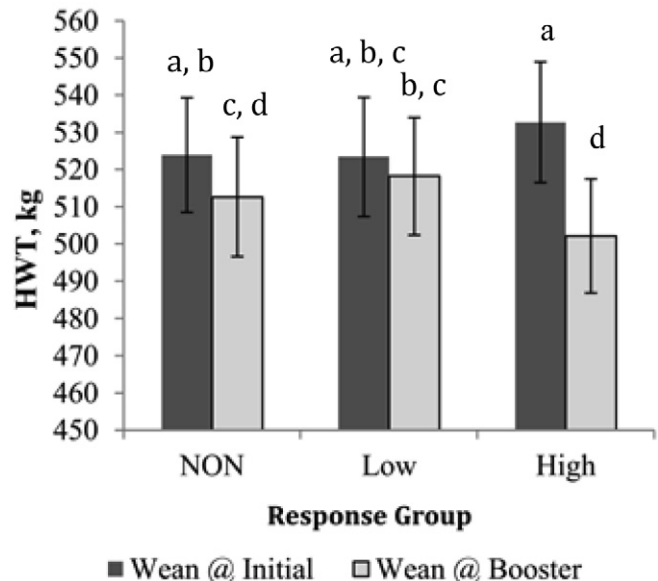 560
550
540
530
520
510
500
490
480
470
460
450
HWT, kg
a, b
c, d
a, b, c
b, c
a
d
NON Low High
Response Group
Wean @ Initial Wean @ Booster